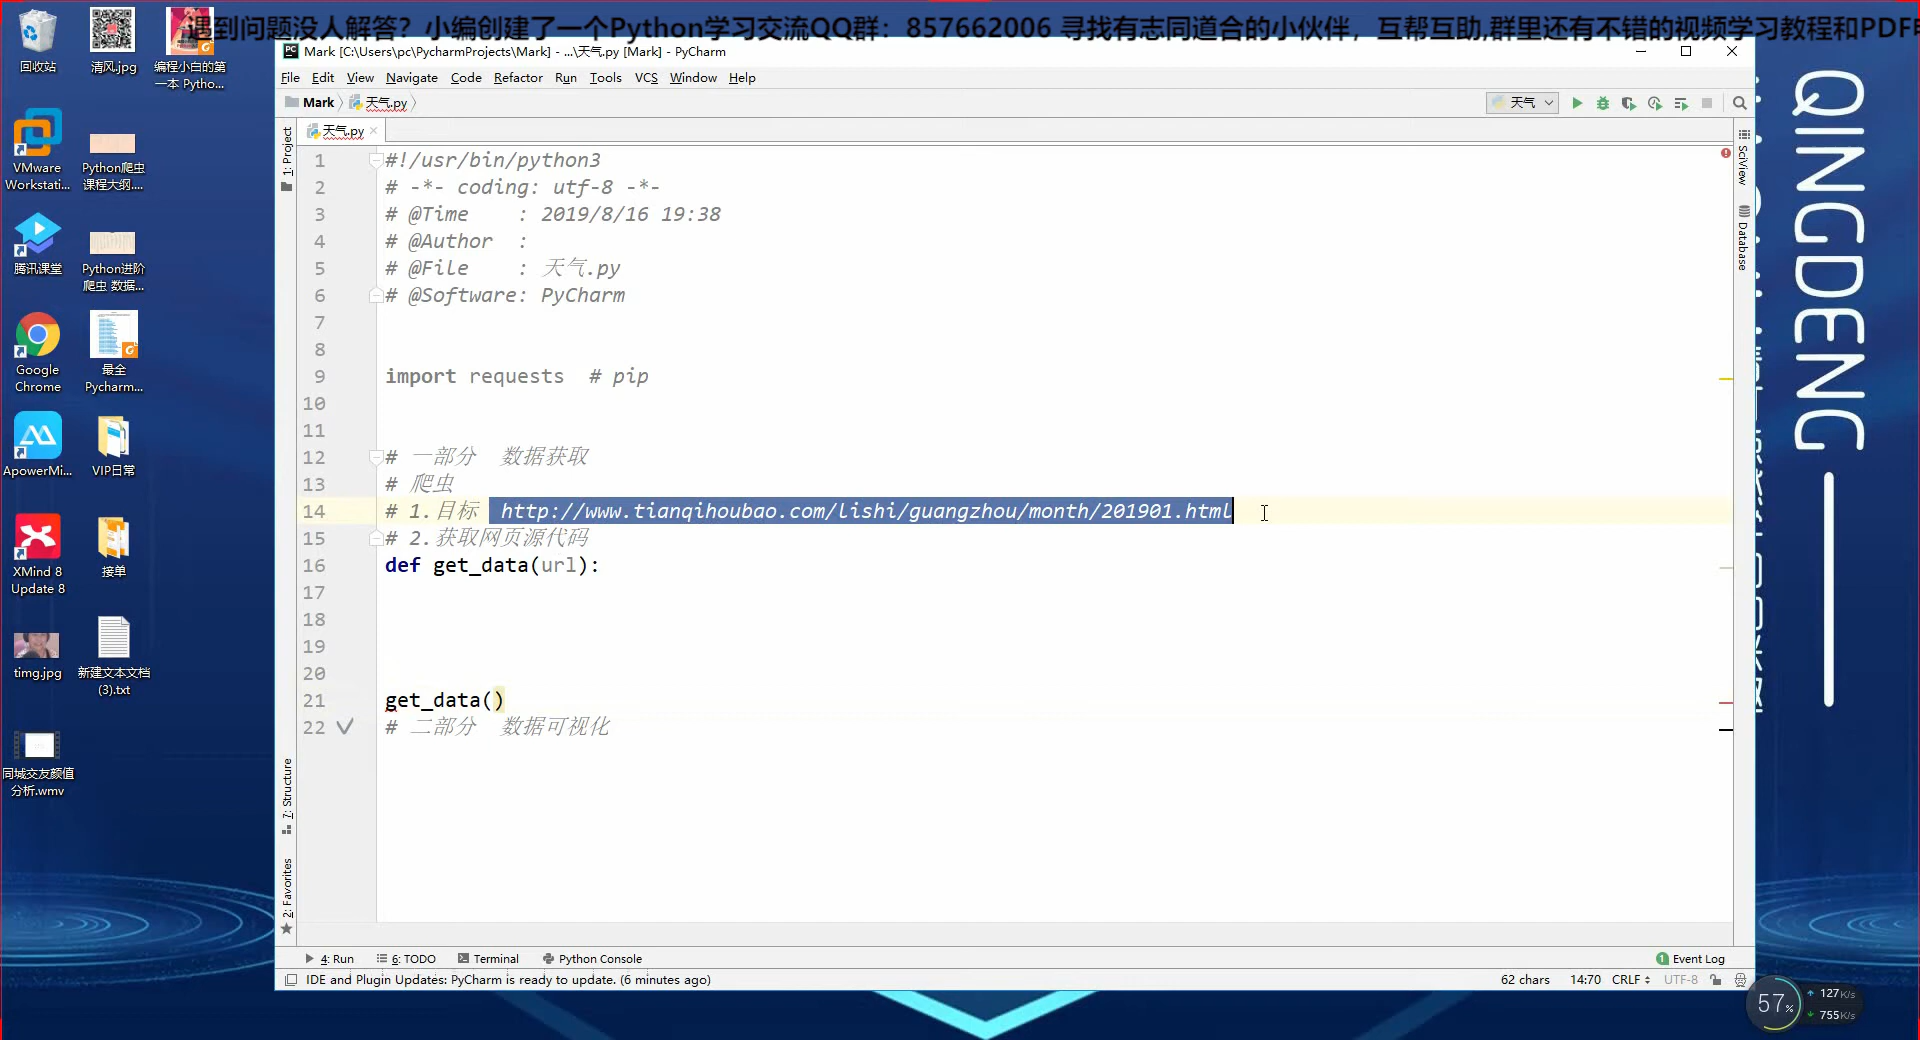 遇到问题没人解答？小编创建了一个Python学习交流QQ群：857662006 寻找有志同道合的小伙伴，互帮互助,群里还有不错的视频学习教程和PDF
回收站
清风.jpg
编程小白的第
一本 Pytho...
VMware
Workstati...
Python爬虫
课程大纲....
腾讯课堂
Python进阶
爬虫 数据...
Google
Chrome
最全
Pycharm...
ApowerMi...
VIP日常
XMind 8
Update 8
接单
timg.jpg
新建文本文档
(3).txt
同城交友颜值
分析.wmv
Mark [C:\Users\pc\PycharmProjects\Mark] - ...\天气.py [Mark] - PyCharm
File Edit View Navigate Code Refactor Run Tools VCS Window Help
Mark 天气.py
天气
天气.py
1: Project
7: Structure
2: Favorites
1 #!/usr/bin/python3
2 # -*- coding: utf-8 -*-
3 # @Time    : 2019/8/16 19:38
4 # @Author  :
5 # @File    : 天气.py
6 # @Software: PyCharm
7
8
9 import requests  # pip
10
11
12 # 一部分  数据获取
13 # 爬虫
14 # 1.目标  http://www.tianqihoubao.com/lishi/guangzhou/month/201901.html
15 # 2.获取网页源代码
16 def get_data(url):
17
18
19
20
21 get_data()
22 # 二部分  数据可视化
SciView
Database
4: Run 6: TODO Terminal Python Console
1 Event Log
IDE and Plugin Updates: PyCharm is ready to update. (6 minutes ago)
62 chars 14:70 CRLF UTF-8
57%
127K/s
755K/s
QINGDENG